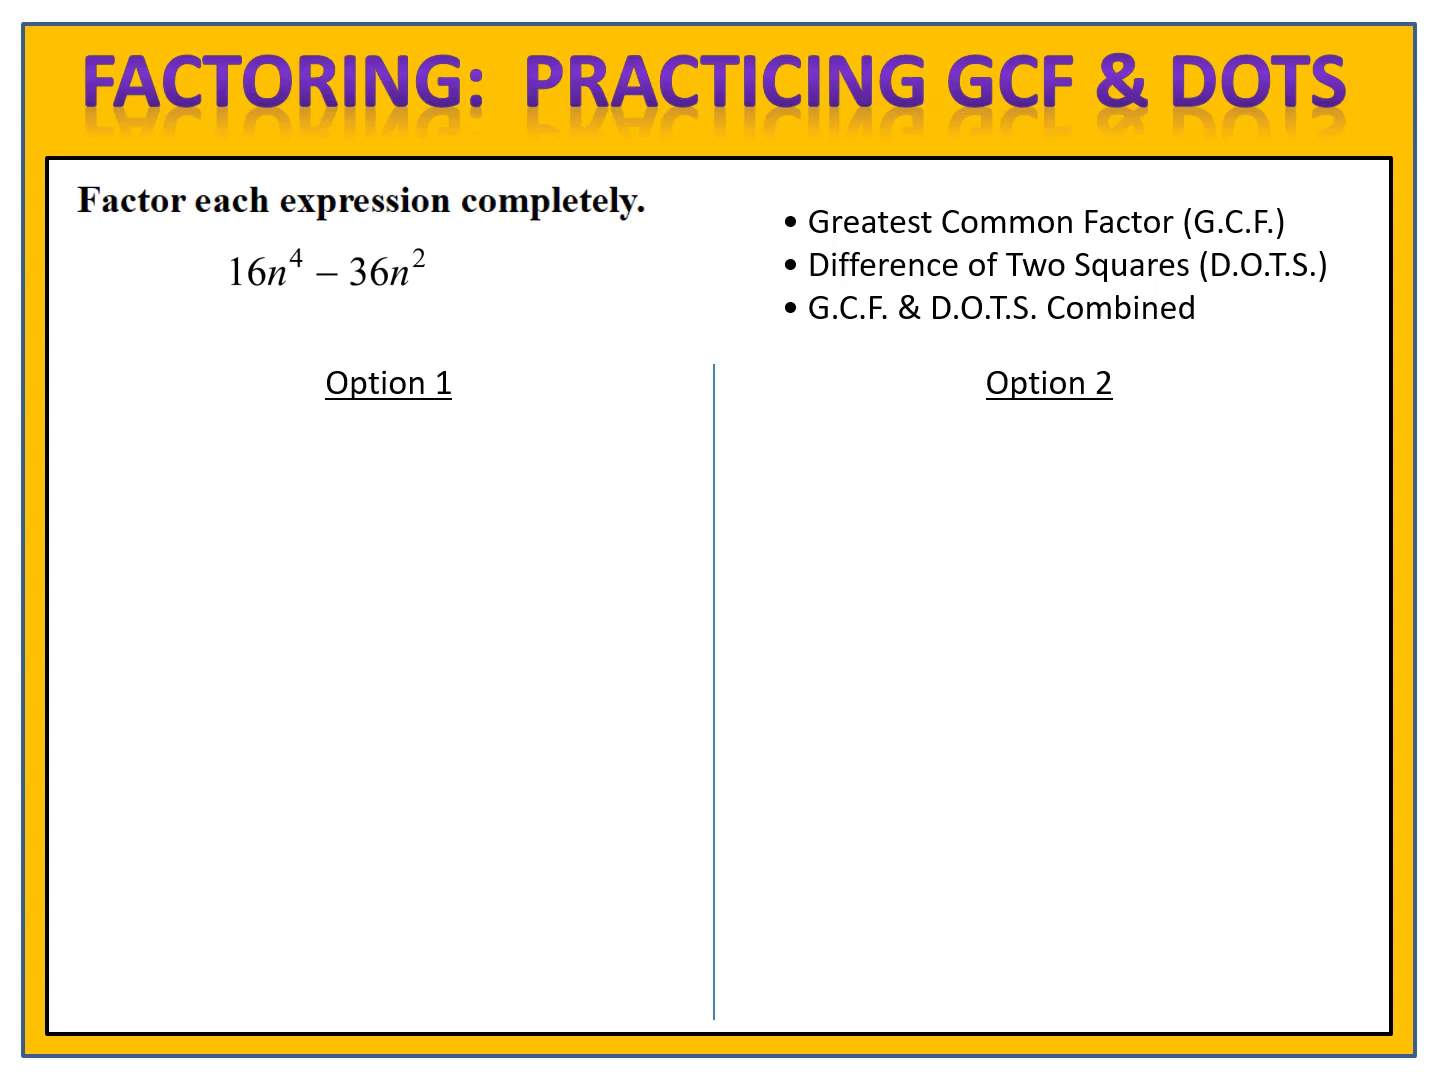 FACTORING: PRACTICING GCF & DOTS
Factor each expression completely.
16n⁴ – 36n²
• Greatest Common Factor (G.C.F.)
• Difference of Two Squares (D.O.T.S.)
• G.C.F. & D.O.T.S. Combined
Option 1
Option 2